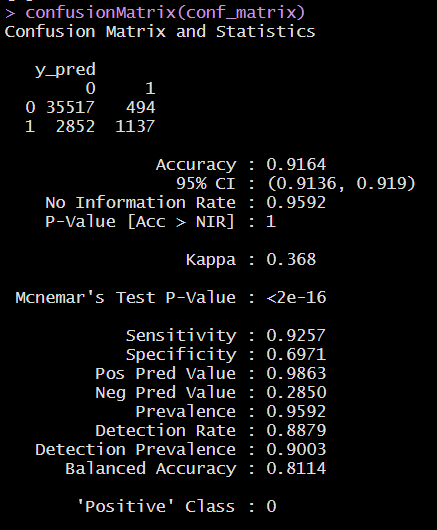 > confusionMatrix(conf_matrix)
Confusion Matrix and Statistics
y_pred
0 1
0 35517 494
1 2852 1137
Accuracy : 0.9164
95% CI : (0.9136, 0.919)
No Information Rate : 0.9592
P-Value [Acc > NIR] : 1
Kappa : 0.368
Mcnemar's Test P-Value : <2e-16
Sensitivity : 0.9257
Specificity : 0.6971
Pos Pred Value : 0.9863
Neg Pred Value : 0.2850
Prevalence : 0.9592
Detection Rate : 0.8879
Detection Prevalence : 0.9003
Balanced Accuracy : 0.8114
'Positive' Class : 0